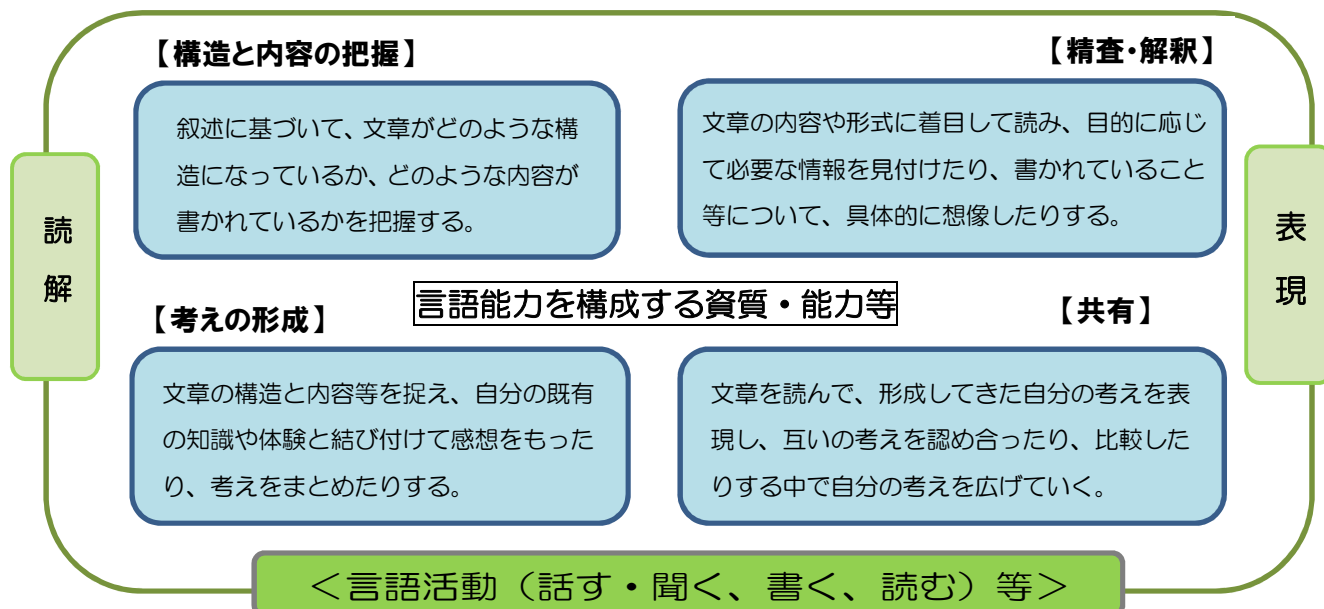 【構造と内容の把握】
叙述に基づいて、文章がどのような構
造になっているか、どのような内容が
書かれているかを把握する。
【精査・解釈】
文章の内容や形式に着目して読み、目的に応じ
て必要な情報を見付けたり、書かれていること
等について、具体的に想像したりする。
読
解
表
現
言語能力を構成する資質・能力等
【考えの形成】
文章の構造と内容等を捉え、自分の既有
の知識や体験と結び付けて感想をもった
り、考えをまとめたりする。
【共有】
文章を読んで、形成してきた自分の考えを表
現し、互いの考えを認め合ったり、比較した
りする中で自分の考えを広げていく。
＜言語活動（話す・聞く、書く、読む）等＞